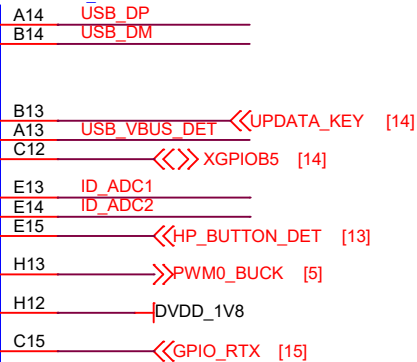 A14 USB_DP
B14 USB_DM
B13 UPDATA_KEY [14]
A13 USB_VBUS_DET
C12 XGPIOB5 [14]
E13 ID_ADC1
E14 ID_ADC2
E15 HP_BUTTON_DET [13]
H13 PWM0_BUCK [5]
H12 DVDD_1V8
C15 GPIO_RTX [15]